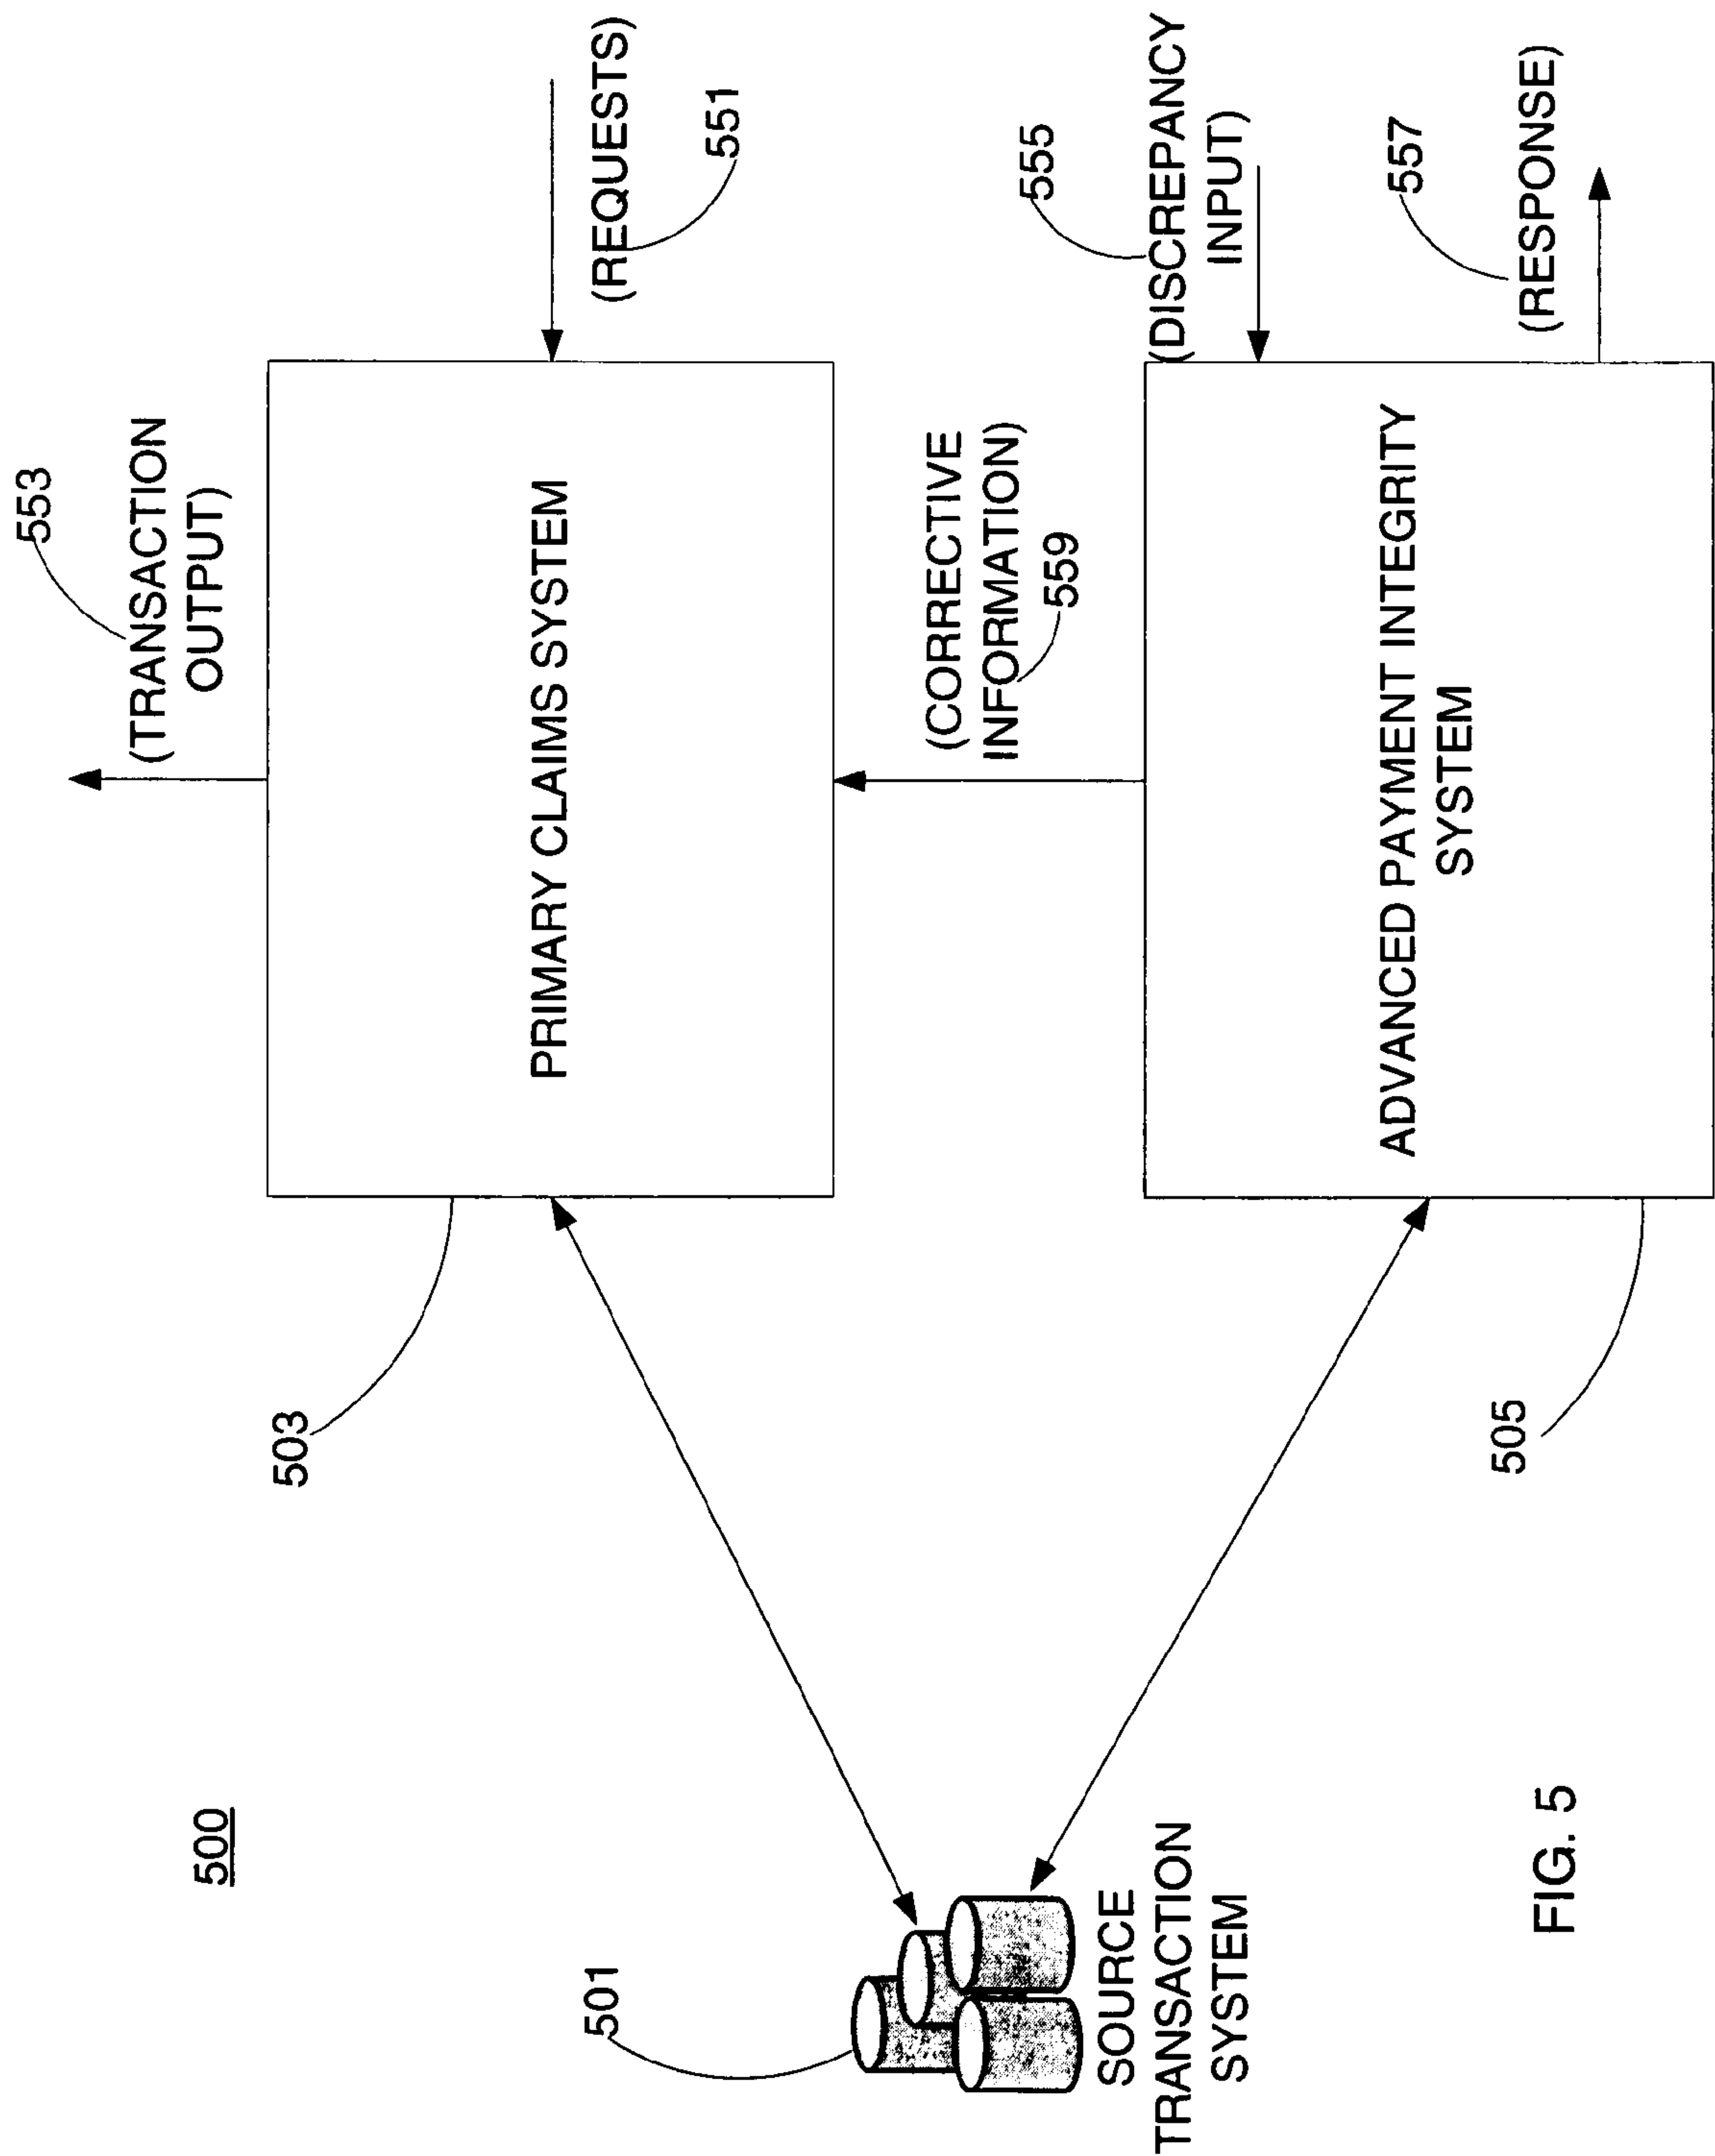 500
553
(TRANSACTION
OUTPUT)
503
PRIMARY CLAIMS SYSTEM
(REQUESTS)
551
501
(CORRECTIVE
INFORMATION)
559
555
(DISCREPANCY
INPUT)
SOURCE
TRANSACTION
SYSTEM
ADVANCED PAYMENT INTEGRITY
SYSTEM
557
(RESPONSE)
505
FIG. 5